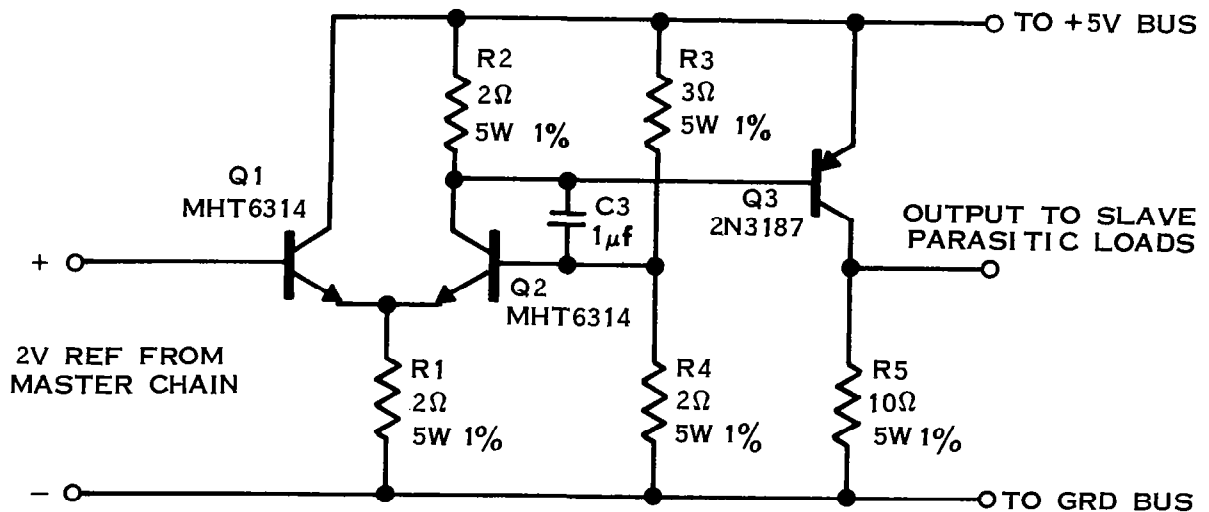 TO +5V BUS
R2
2Ω
5W 1%
R3
3Ω
5W 1%
Q1
MHT6314
C3
1μf
Q3
2N3187
OUTPUT TO SLAVE
PARASITIC LOADS
+
Q2
MHT6314
2V REF FROM
MASTER CHAIN
R1
2Ω
5W 1%
R4
2Ω
5W 1%
R5
10Ω
5W 1%
−
TO GRD BUS